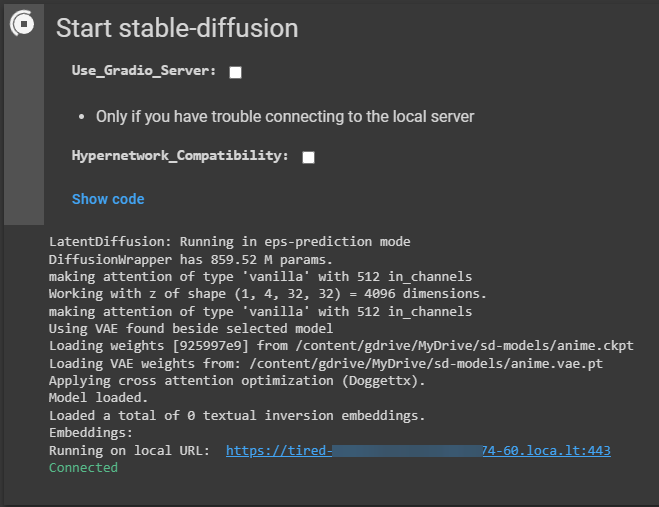 Start stable-diffusion
Use_Gradio_Server:
• Only if you have trouble connecting to the local server
Hypernetwork_Compatibility:
Show code
LatentDiffusion: Running in eps-prediction mode
DiffusionWrapper has 859.52 M params.
making attention of type 'vanilla' with 512 in_channels
Working with z of shape (1, 4, 32, 32) = 4096 dimensions.
making attention of type 'vanilla' with 512 in_channels
Using VAE found beside selected model
Loading weights [925997e9] from /content/gdrive/MyDrive/sd-models/anime.ckpt
Loading VAE weights from: /content/gdrive/MyDrive/sd-models/anime.vae.pt
Applying cross attention optimization (Doggettx).
Model loaded.
Loaded a total of 0 textual inversion embeddings.
Embeddings:
Running on local URL: https://tired- 74-60.loca.lt:443
Connected